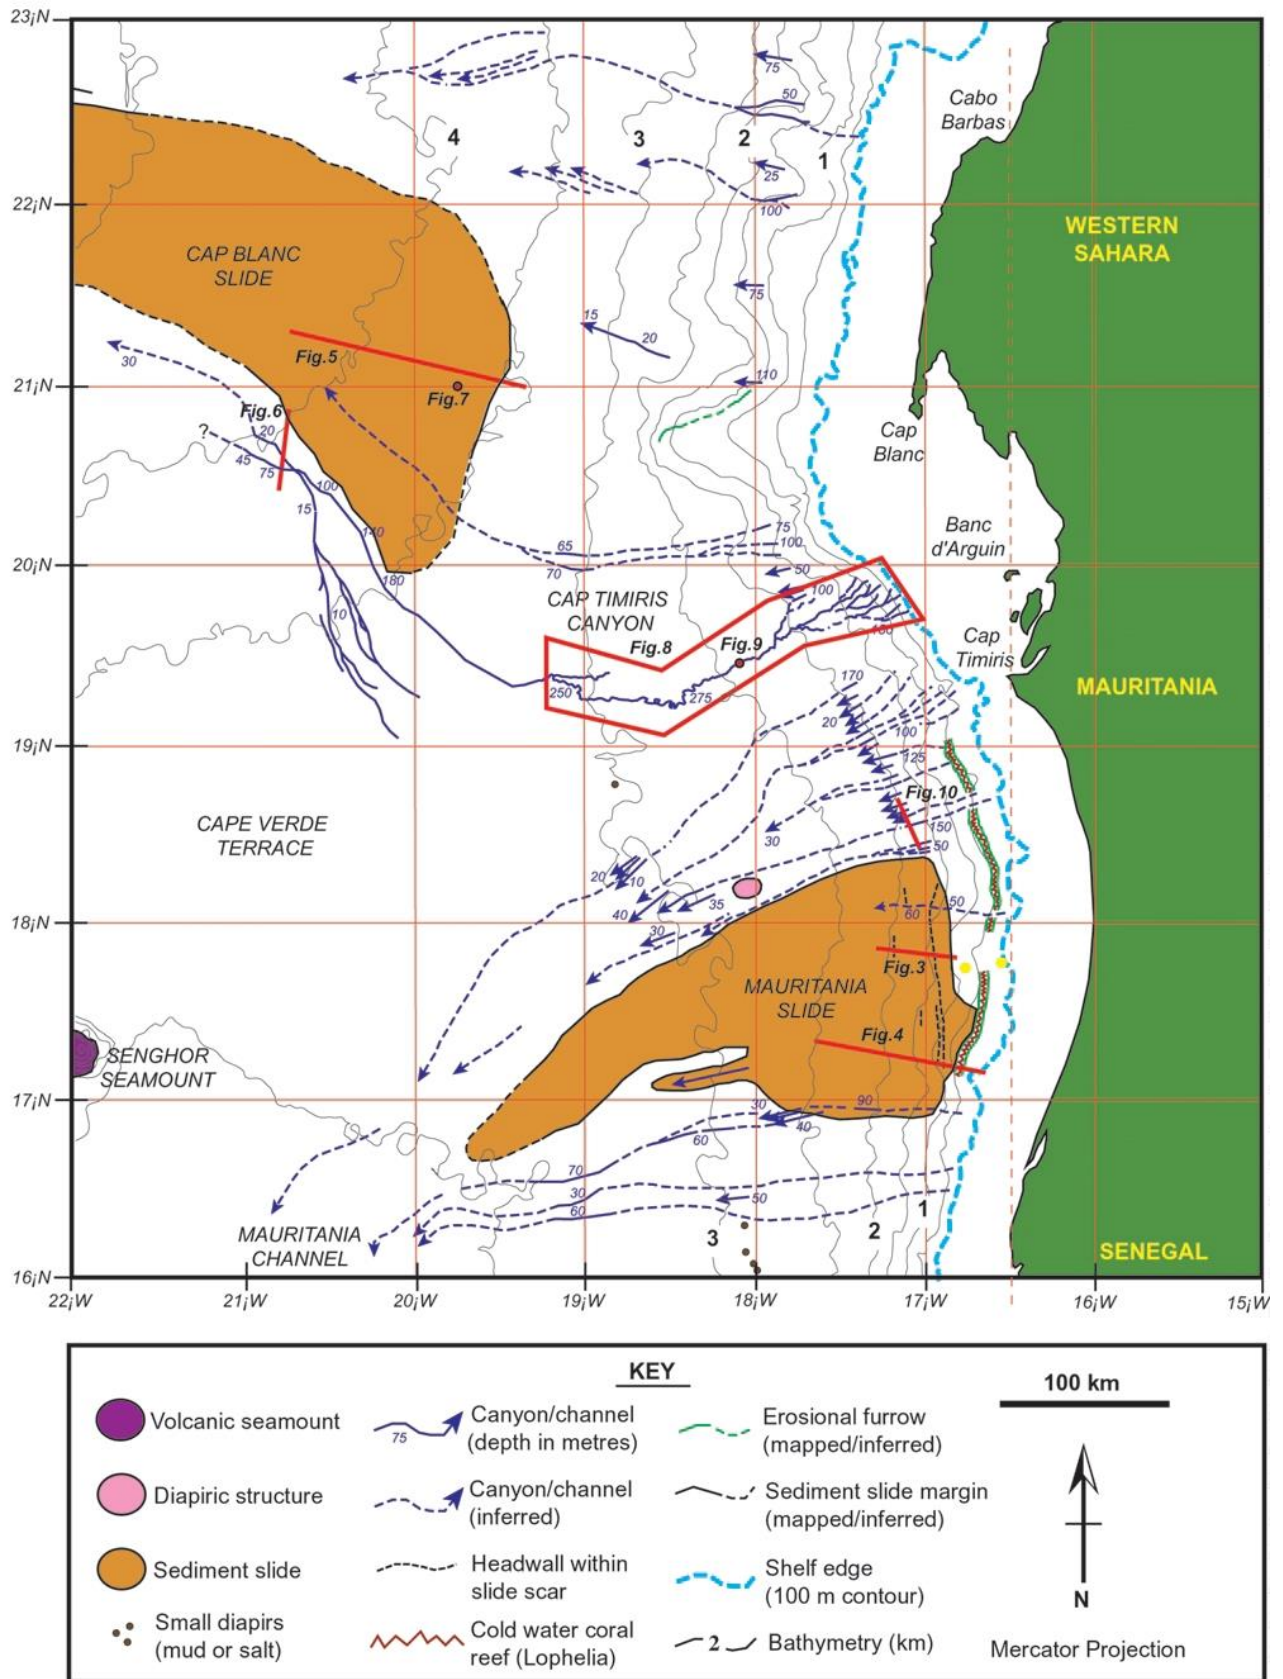 23¡N
22¡N
21¡N
20¡N
19¡N
18¡N
17¡N
16¡N
22¡W
21¡W
20¡W
19¡W
18¡W
17¡W
16¡W
15¡W
Cabo
Barbas
WESTERN
SAHARA
4
3
2
1
75
50
25
100
75
CAP BLANC
SLIDE
15
20
110
30
Fig.5
Fig.7
Fig.6
20
?
45
75
15
100
140
180
10
Cap
Blanc
Banc
d'Arguin
65
70
75
100
50
100
CAP TIMIRIS
CANYON
Fig.8
Fig.9
250
275
Cap
Timiris
MAURITANIA
170
20
100
125
Fig.10
150
50
30
CAPE VERDE
TERRACE
20
10
40
35
30
50
60
Fig.3
MAURITANIA
SLIDE
Fig.4
SENGHOR
SEAMOUNT
90
30
40
60
70
30
60
50
MAURITANIA
CHANNEL
3
2
1
SENEGAL
KEY
100 km
Volcanic seamount
Diapiric structure
Sediment slide
Small diapirs
(mud or salt)
75
Canyon/channel
(depth in metres)
Canyon/channel
(inferred)
Headwall within
slide scar
Cold water coral
reef (Lophelia)
Erosional furrow
(mapped/inferred)
Sediment slide margin
(mapped/inferred)
Shelf edge
(100 m contour)
2
Bathymetry (km)
N
Mercator Projection